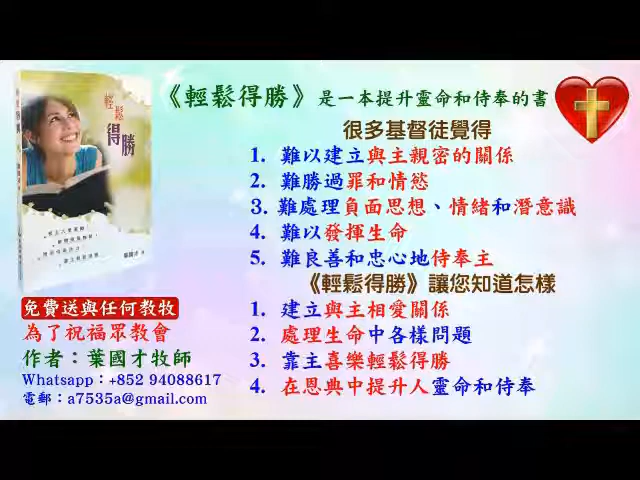 《輕鬆得勝》是一本提升靈命和侍奉的書
很多基督徒覺得
1. 難以建立與主親密的關係
2. 難勝過罪和情慾
3. 難處理負面思想、情緒和潛意識
4. 難以發揮生命
5. 難良善和忠心地侍奉主
《輕鬆得勝》讓您知道怎樣
1. 建立與主相愛關係
2. 處理生命中各樣問題
3. 靠主喜樂輕鬆得勝
4. 在恩典中提升人靈命和侍奉
輕鬆
得勝
免費送與任何教牧
為了祝福眾教會
作者：葉國才牧師
Whatsapp：+852 94088617
電郵：a7535a@gmail.com